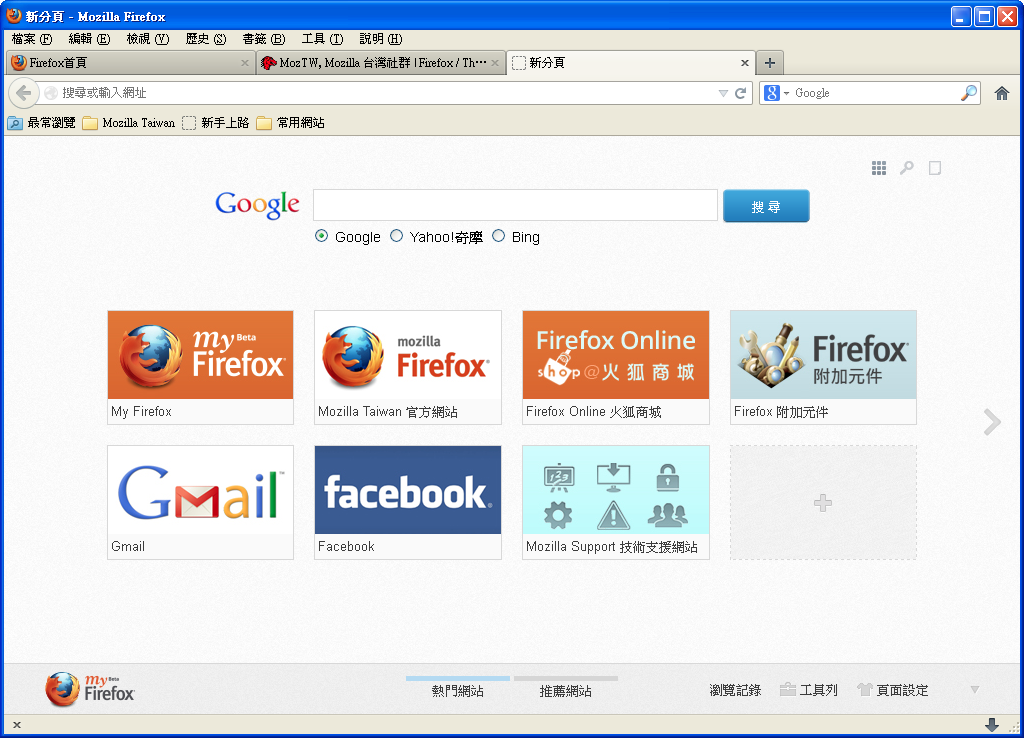 新分頁 - Mozilla Firefox
檔案 (F) 編輯 (E) 檢視 (V) 歷史 (S) 書籤 (B) 工具 (T) 說明 (H)
Firefox首頁 MozTW, Mozilla 台灣社群 | Firefox / Th⋯ 新分頁
搜尋或輸入網址 8 Google
最常瀏覽 Mozilla Taiwan 新手上路 常用網站
Google 搜 尋
Google Yahoo!奇摩 Bing
my Beta Firefox
mozilla Firefox
Firefox Online shop@火狐商城
Firefox 附加元件
My Firefox Mozilla Taiwan 官方網站 Firefox Online 火狐商城 Firefox 附加元件
Gmail™ facebook 123
Gmail Facebook Mozilla Support 技術支援網站
my Beta Firefox 熱門網站 推薦網站 瀏覽記錄 工具列 頁面設定